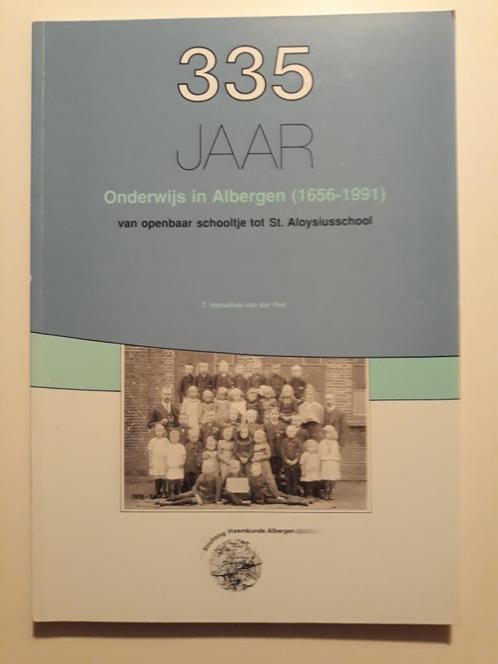 335
JAAR
Onderwijs in Albergen (1656-1991)
van openbaar schooltje tot St. Aloysiusschool
T. Hesselink-van der Riet
Stichting Heemkunde Albergen